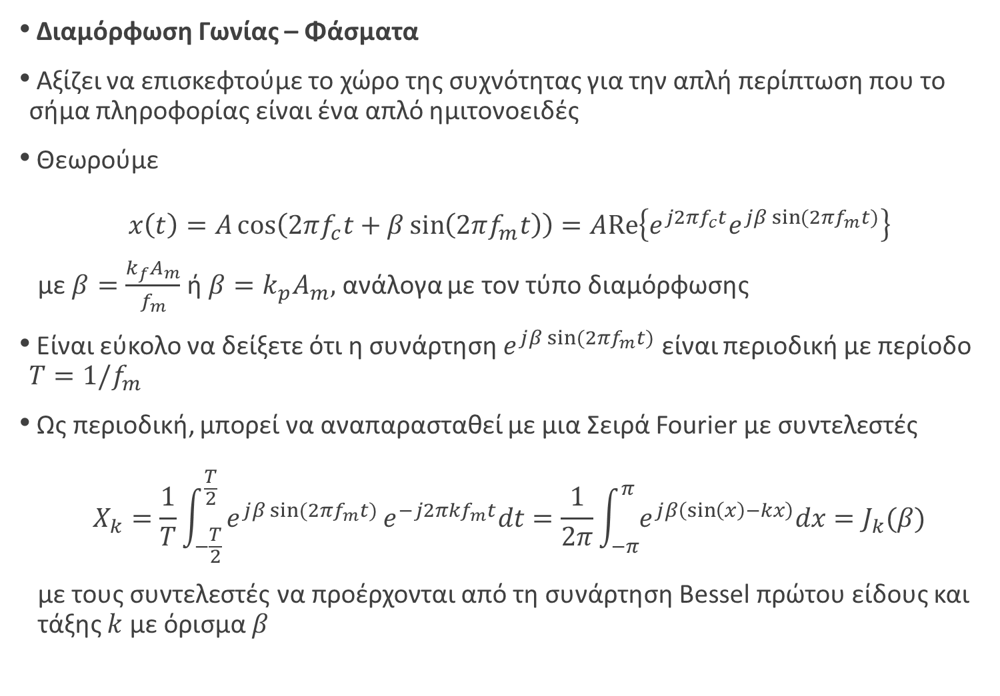 • Διαμόρφωση Γωνίας – Φάσματα
• Αξίζει να επισκεφτούμε το χώρο της συχνότητας για την απλή περίπτωση που το
σήμα πληροφορίας είναι ένα απλό ημιτονοειδές
• Θεωρούμε
$x(t) = A \cos(2\pi f_c t + \beta \sin(2\pi f_m t)) = A\mathrm{Re}\{e^{j2\pi f_c t} e^{j\beta \sin(2\pi f_m t)}\}$
με $\beta = \frac{k_f A_m}{f_m}$ ή $\beta = k_p A_m$, ανάλογα με τον τύπο διαμόρφωσης
• Είναι εύκολο να δείξετε ότι η συνάρτηση $e^{j\beta \sin(2\pi f_m t)}$ είναι περιοδική με περίοδο
$T = 1/f_m$
• Ως περιοδική, μπορεί να αναπαρασταθεί με μια Σειρά Fourier με συντελεστές
$X_k = \frac{1}{T} \int_{-\frac{T}{2}}^{\frac{T}{2}} e^{j\beta \sin(2\pi f_m t)} e^{-j2\pi k f_m t} dt = \frac{1}{2\pi} \int_{-\pi}^{\pi} e^{j\beta(\sin(x) - kx)} dx = J_k(\beta)$
με τους συντελεστές να προέρχονται από τη συνάρτηση Bessel πρώτου είδους και
τάξης $k$ με όρισμα $\beta$